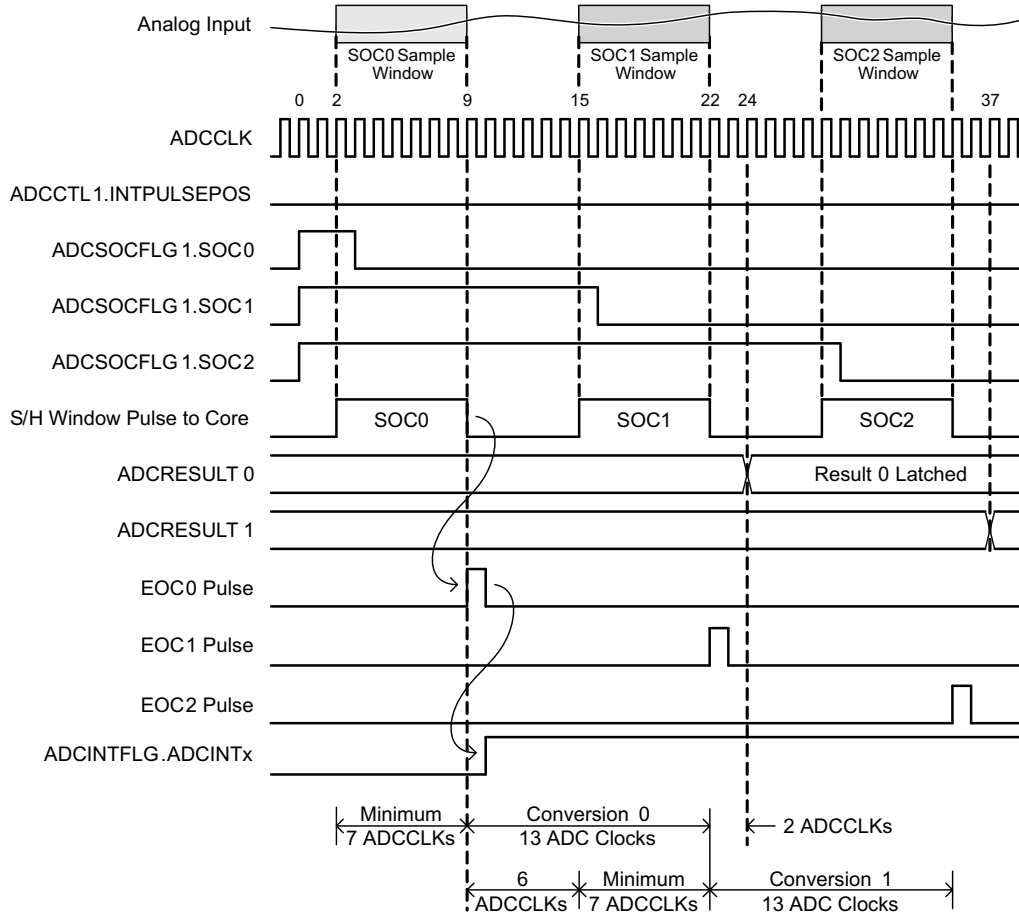 Analog Input
SOC0 Sample
Window
SOC1 Sample
Window
SOC2 Sample
Window
0 2 9 15 22 24 37
ADCCLK
ADCCTL1.INTPULSEPOS
ADCSOCFLG 1.SOC0
ADCSOCFLG 1.SOC1
ADCSOCFLG 1.SOC2
S/H Window Pulse to Core
SOC0
SOC1
SOC2
ADCRESULT 0
Result 0 Latched
ADCRESULT 1
EOC0 Pulse
EOC1 Pulse
EOC2 Pulse
ADCINTFLG.ADCINTx
Minimum
7 ADCCLKs
Conversion 0
13 ADC Clocks
2 ADCCLKs
6
ADCCLKs
Minimum
7 ADCCLKs
Conversion 1
13 ADC Clocks